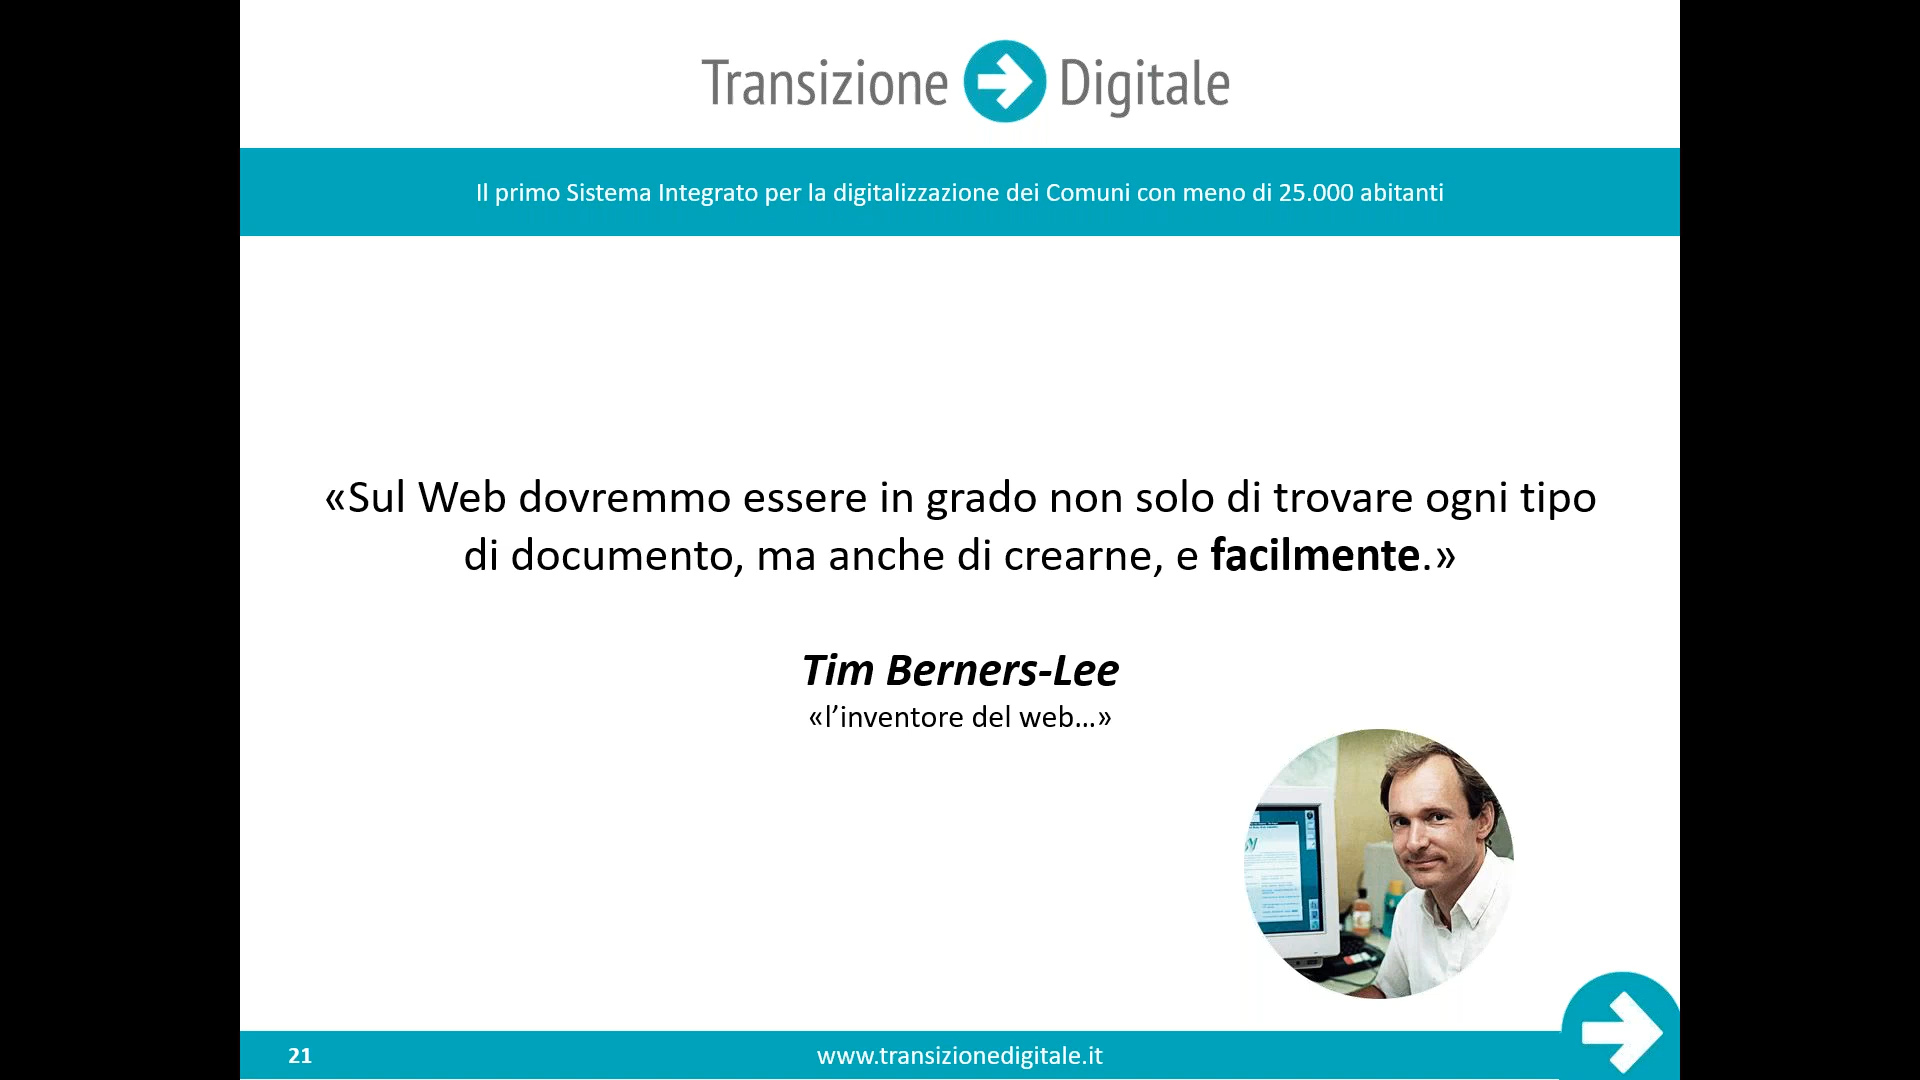 Transizione Digitale
Il primo Sistema Integrato per la digitalizzazione dei Comuni con meno di 25.000 abitanti
«Sul Web dovremmo essere in grado non solo di trovare ogni tipo
di documento, ma anche di crearne, e facilmente.»
Tim Berners-Lee
«l’inventore del web…»
21
www.transizionedigitale.it